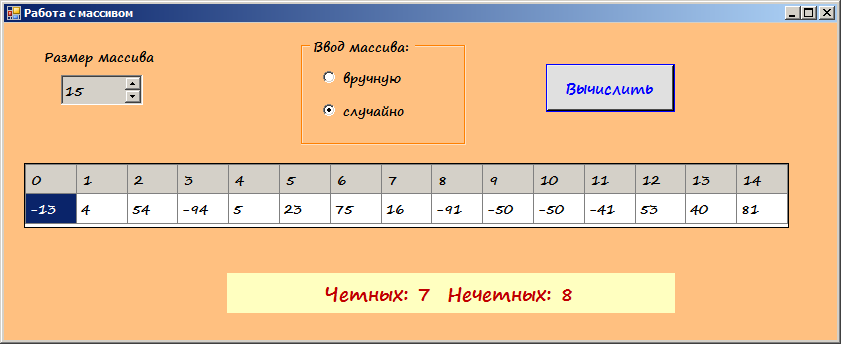 Работа с массивом
Размер массива
15
Ввод массива:
вручную
случайно
Вычислить
0 1 2 3 4 5 6 7 8 9 10 11 12 13 14
-13 4 54 -94 5 23 75 16 -91 -50 -50 -41 53 40 81
Четных: 7 Нечетных: 8